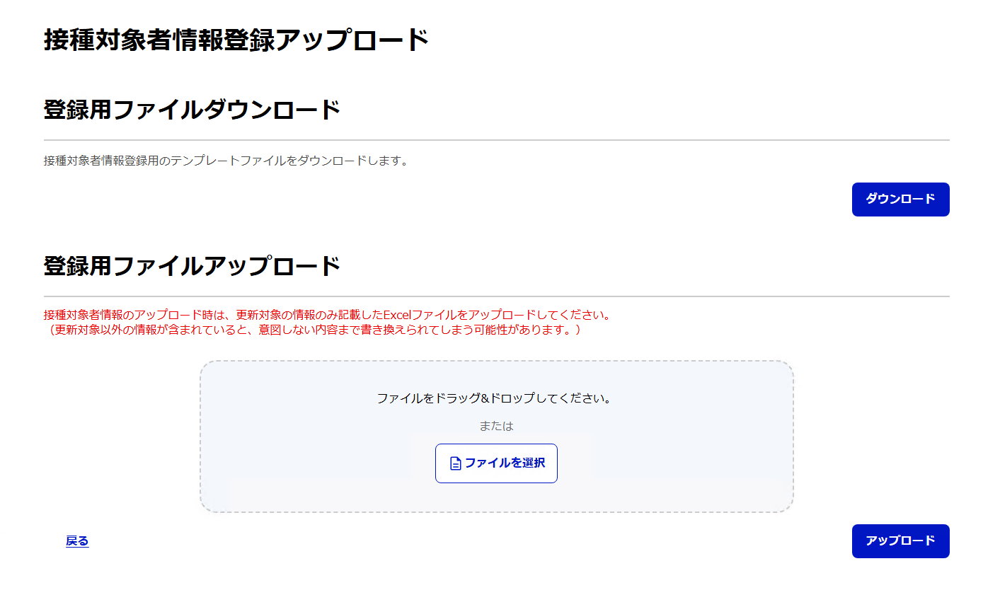 接種対象者情報登録アップロード
登録用ファイルダウンロード
接種対象者情報登録用のテンプレートファイルをダウンロードします。
ダウンロード
登録用ファイルアップロード
接種対象者情報のアップロード時は、更新対象の情報のみ記載したExcelファイルをアップロードしてください。
（更新対象以外の情報が含まれていると、意図しない内容まで書き換えられてしまう可能性があります。）
ファイルをドラッグ&ドロップしてください。
または
ファイルを選択
戻る
アップロード